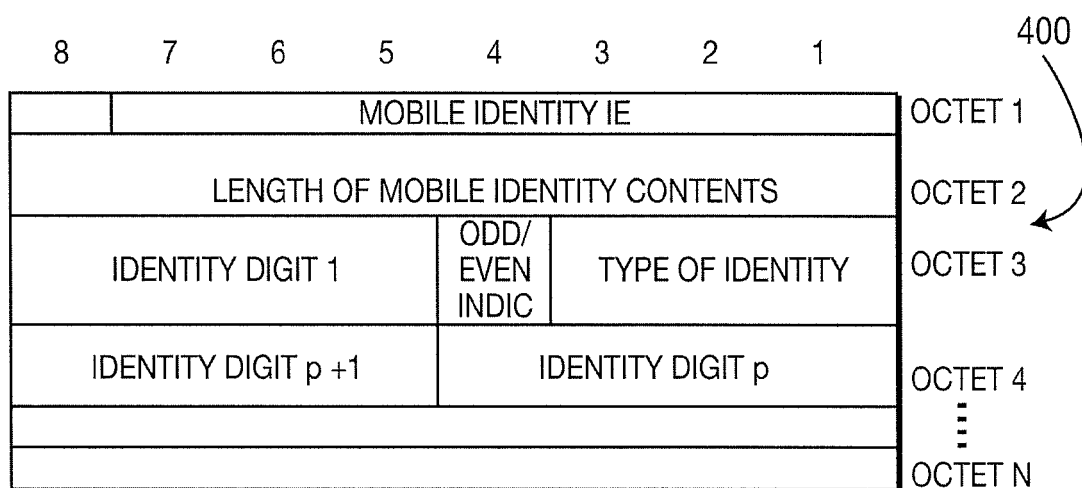 400
8 7 6 5 4 3 2 1
MOBILE IDENTITY IE OCTET 1
LENGTH OF MOBILE IDENTITY CONTENTS OCTET 2
IDENTITY DIGIT 1
ODD/
EVEN
INDIC
TYPE OF IDENTITY
OCTET 3
IDENTITY DIGIT p +1 IDENTITY DIGIT p OCTET 4
OCTET N